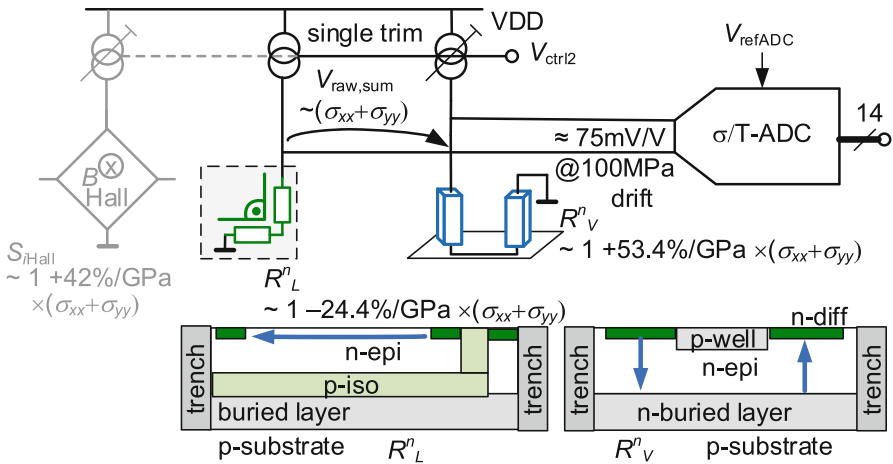 single trim
VDD
V_ctrl2
V_refADC
V_raw,sum
~(σ_xx+σ_yy)
14
σ/T-ADC
≈ 75mV/V
@100MPa
drift
B x
Hall
S_iHall
~ 1 +42%/GPa
×(σ_xx+σ_yy)
R^n_L
~ 1 –24.4%/GPa ×(σ_xx+σ_yy)
R^n_V
~ 1 +53.4%/GPa ×(σ_xx+σ_yy)
trench
n-epi
p-iso
buried layer
trench
p-substrate
R^n_L
trench
n-diff
p-well
n-epi
n-buried layer
trench
R^n_V
p-substrate